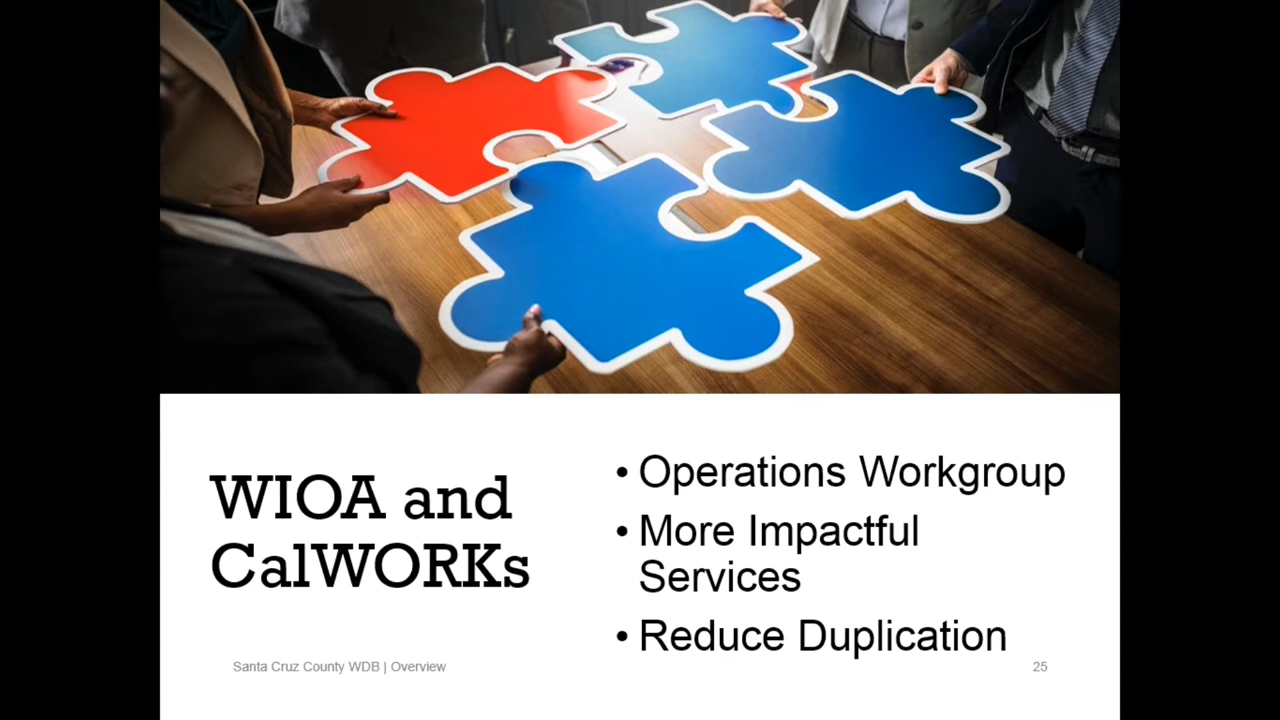 WIOA and
CalWORKs
• Operations Workgroup
• More Impactful
Services
• Reduce Duplication
Santa Cruz County WDB | Overview
25